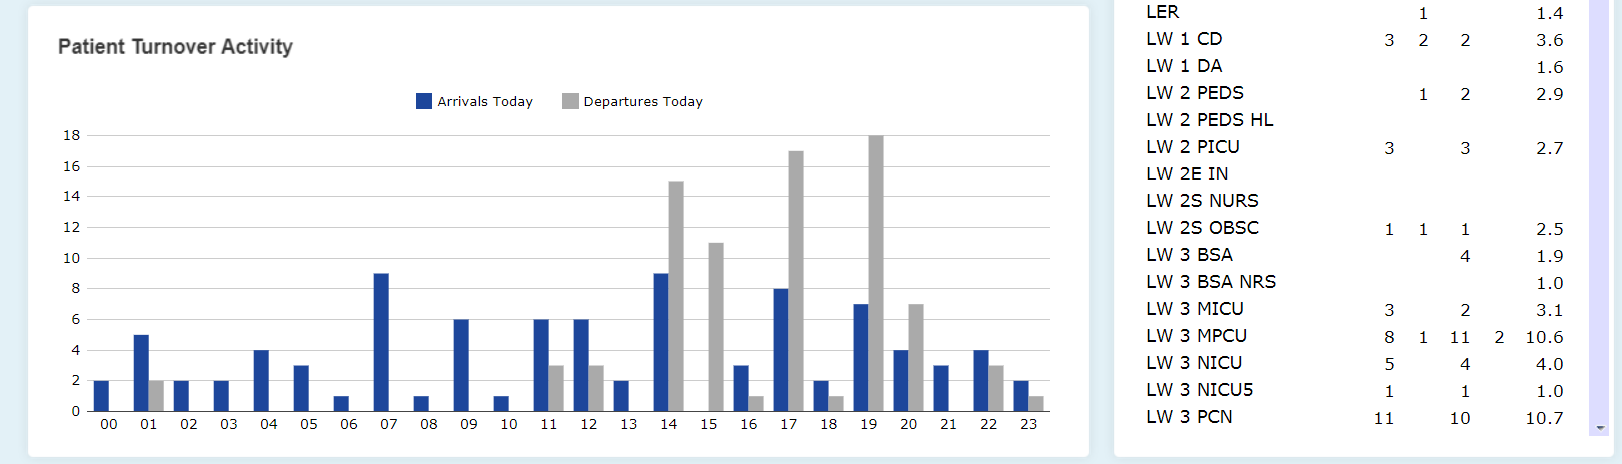 Patient Turnover Activity
Arrivals Today Departures Today
18
16
14
12
10
8
6
4
2
0
00 01 02 03 04 05 06 07 08 09 10 11 12 13 14 15 16 17 18 19 20 21 22 23
LER 1 1.4
LW 1 CD 3 2 2 3.6
LW 1 DA 1.6
LW 2 PEDS 1 2 2.9
LW 2 PEDS HL
LW 2 PICU 3 3 2.7
LW 2E IN
LW 2S NURS
LW 2S OBSC 1 1 1 2.5
LW 3 BSA 4 1.9
LW 3 BSA NRS 1.0
LW 3 MICU 3 2 3.1
LW 3 MPCU 8 1 11 2 10.6
LW 3 NICU 5 4 4.0
LW 3 NICU5 1 1 1.0
LW 3 PCN 11 10 10.7